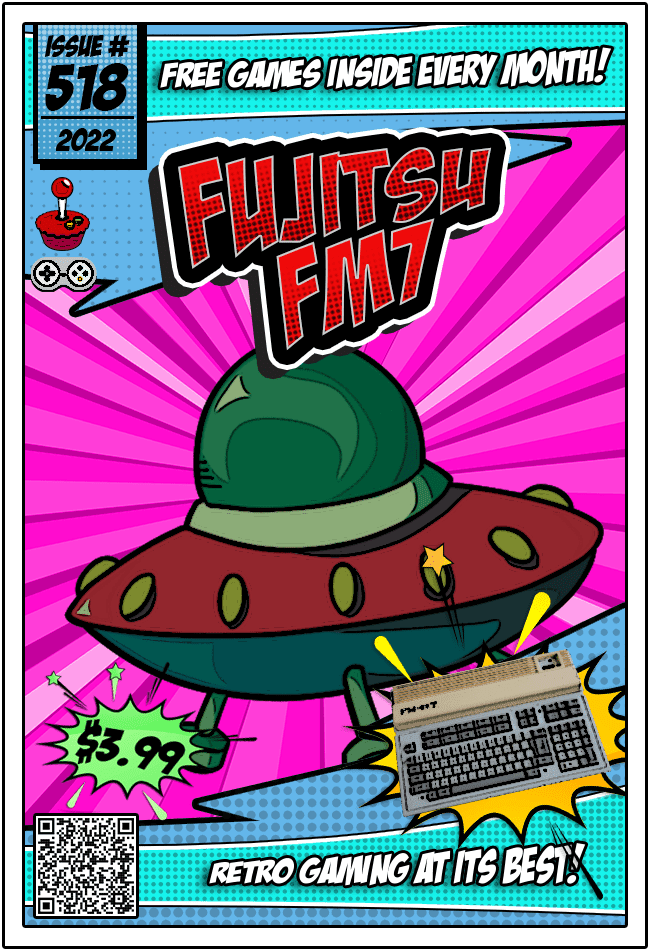 ISSUE #
518
2022
FREE GAMES INSIDE EVERY MONTH!
FUJITSU
FM7
$3.99
RETRO GAMING AT ITS BEST!